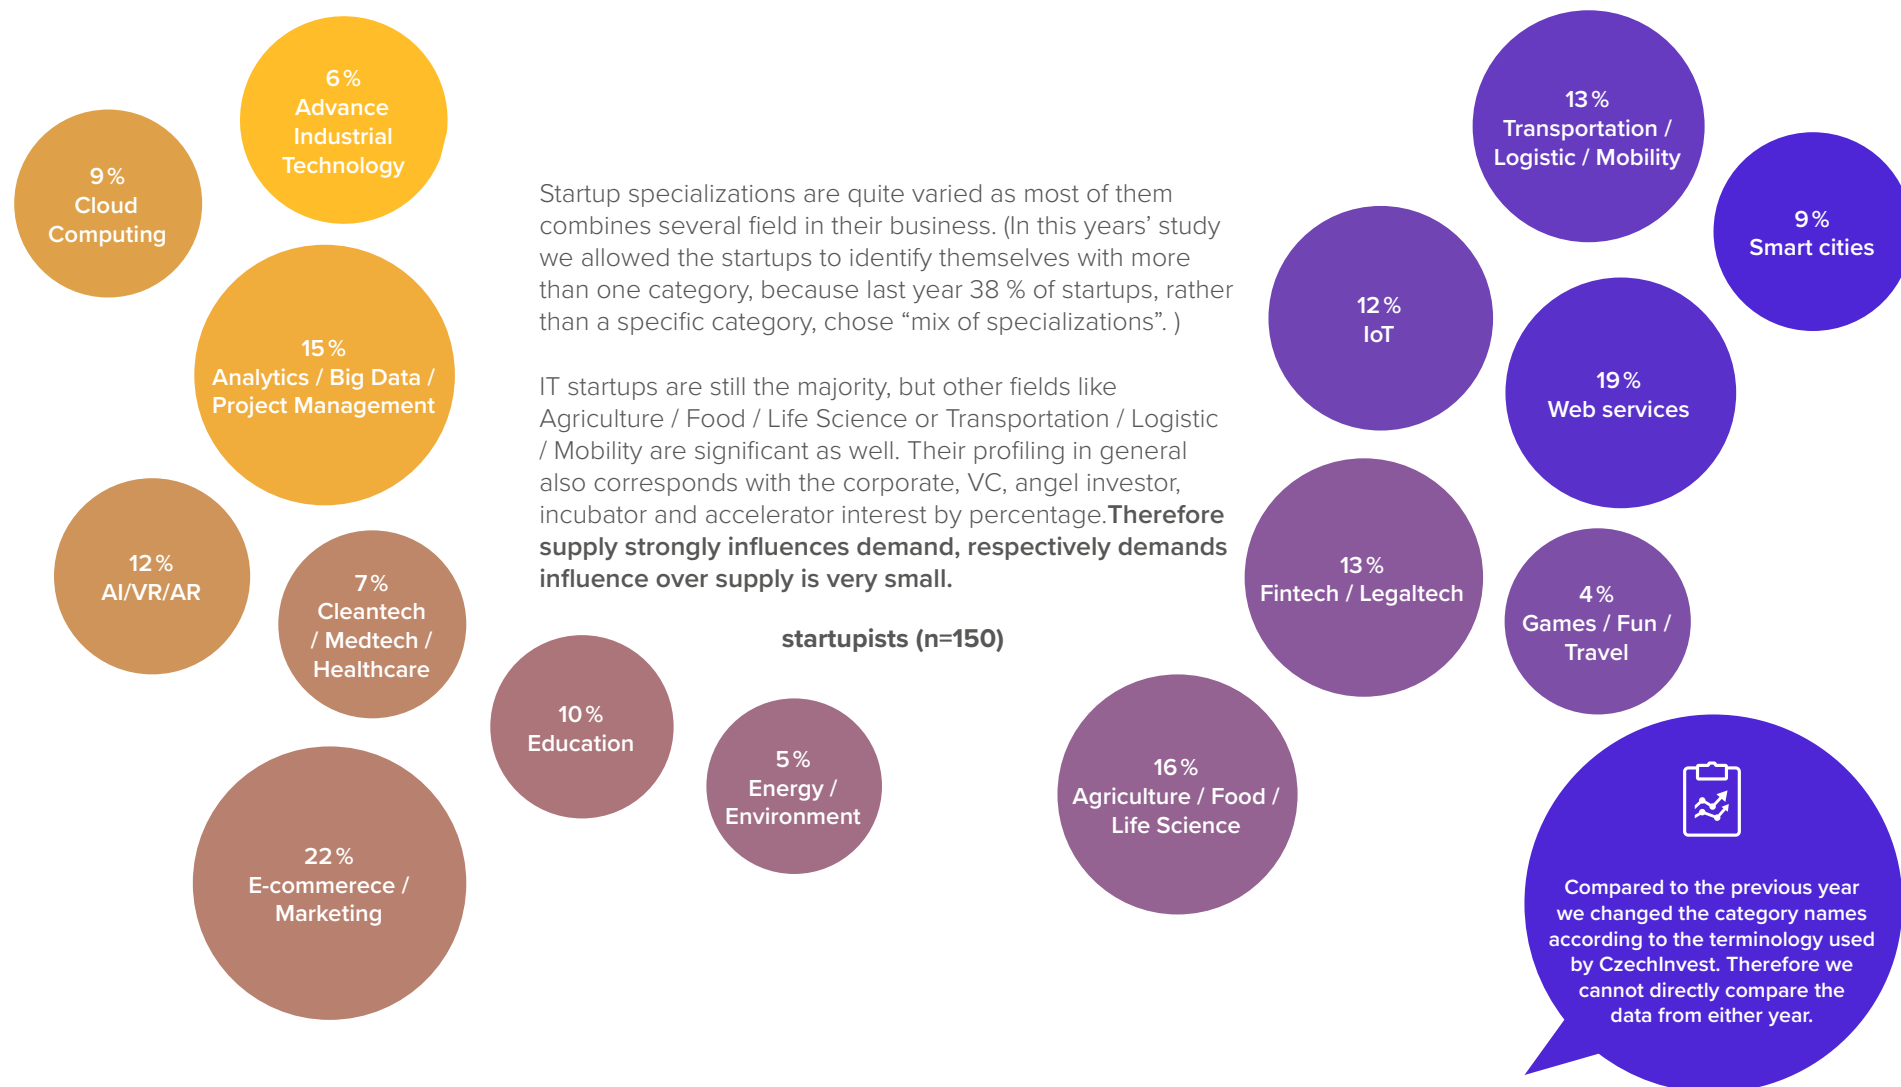 6 %
Advance
Industrial
Technology
9 %
Cloud
Computing
15 %
Analytics / Big Data /
Project Management
12 %
AI/VR/AR
7 %
Cleantech
/ Medtech /
Healthcare
22 %
E-commerece /
Marketing
10 %
Education
5 %
Energy /
Environment
Startup specializations are quite varied as most of them
combines several field in their business. (In this years’ study
we allowed the startups to identify themselves with more
than one category, because last year 38 % of startups, rather
than a specific category, chose “mix of specializations”. )
IT startups are still the majority, but other fields like
Agriculture / Food / Life Science or Transportation / Logistic
/ Mobility are significant as well. Their profiling in general
also corresponds with the corporate, VC, angel investor,
incubator and accelerator interest by percentage.Therefore
supply strongly influences demand, respectively demands
influence over supply is very small.
startupists (n=150)
13 %
Transportation /
Logistic / Mobility
9 %
Smart cities
12 %
IoT
19 %
Web services
13 %
Fintech / Legaltech
4 %
Games / Fun /
Travel
16 %
Agriculture / Food /
Life Science
Compared to the previous year
we changed the category names
according to the terminology used
by CzechInvest. Therefore we
cannot directly compare the
data from either year.